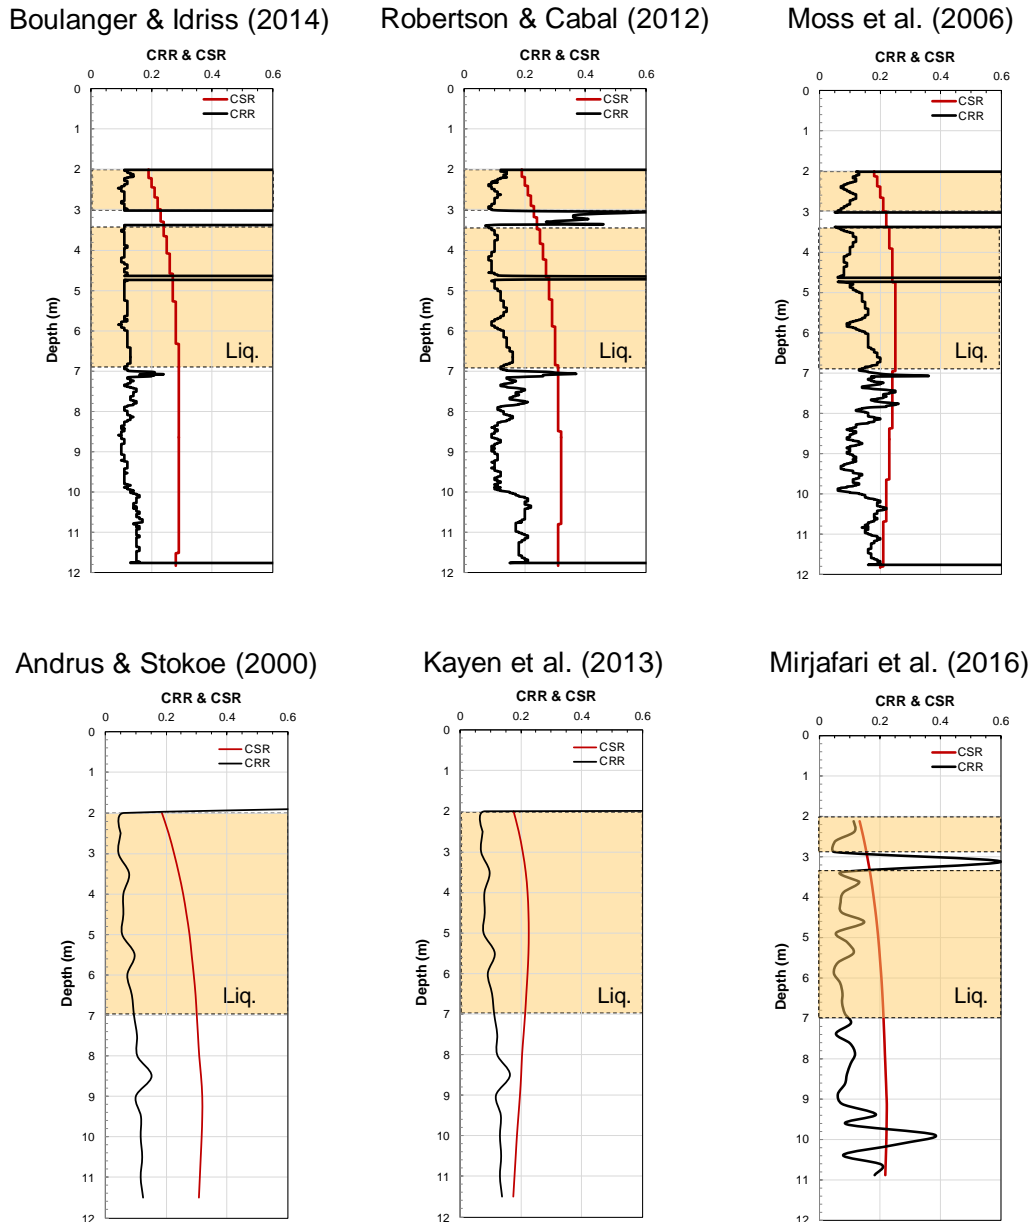 Boulanger & Idriss (2014)
CRR & CSR
0 0.2 0.4 0.6
CSR
CRR
0
1
2
3
4
5
6
7
8
9
10
11
12
Depth (m)
Liq.
Robertson & Cabal (2012)
CRR & CSR
0 0.2 0.4 0.6
CSR
CRR
0
1
2
3
4
5
6
7
8
9
10
11
12
Depth (m)
Liq.
Moss et al. (2006)
CRR & CSR
0 0.2 0.4 0.6
CSR
CRR
0
1
2
3
4
5
6
7
8
9
10
11
12
Depth (m)
Liq.
Andrus & Stokoe (2000)
CRR & CSR
0 0.2 0.4 0.6
CSR
CRR
0
1
2
3
4
5
6
7
8
9
10
11
12
Depth (m)
Liq.
Kayen et al. (2013)
CRR & CSR
0 0.2 0.4 0.6
CSR
CRR
0
1
2
3
4
5
6
7
8
9
10
11
12
Depth (m)
Liq.
Mirjafari et al. (2016)
CRR & CSR
0 0.2 0.4 0.6
CSR
CRR
0
1
2
3
4
5
6
7
8
9
10
11
12
Depth (m)
Liq.